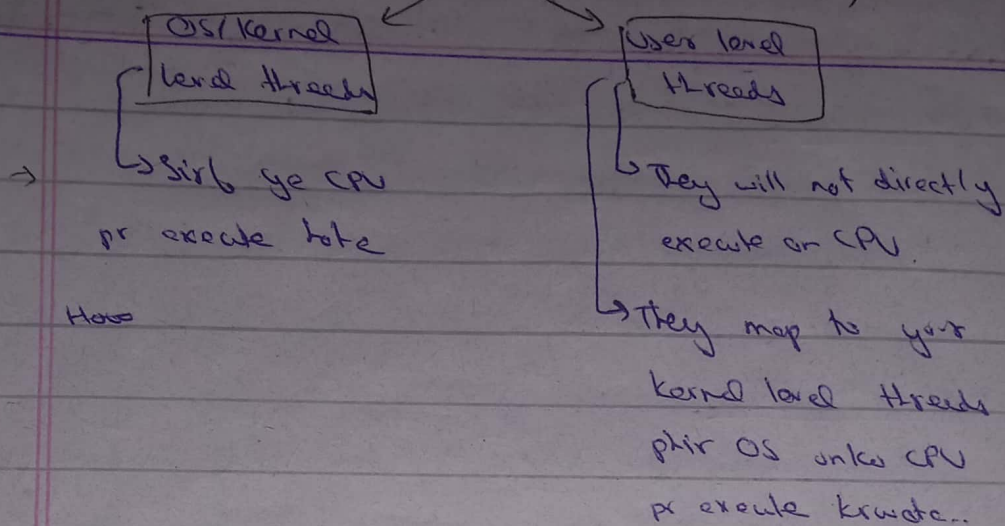 OS/Kernel
level threads
User level
threads
→ Sirf ye CPU
pr execute hote
They will not directly
execute on CPU.
They map to your
kernel level threads
phir OS unko CPU
pr execute krwata..